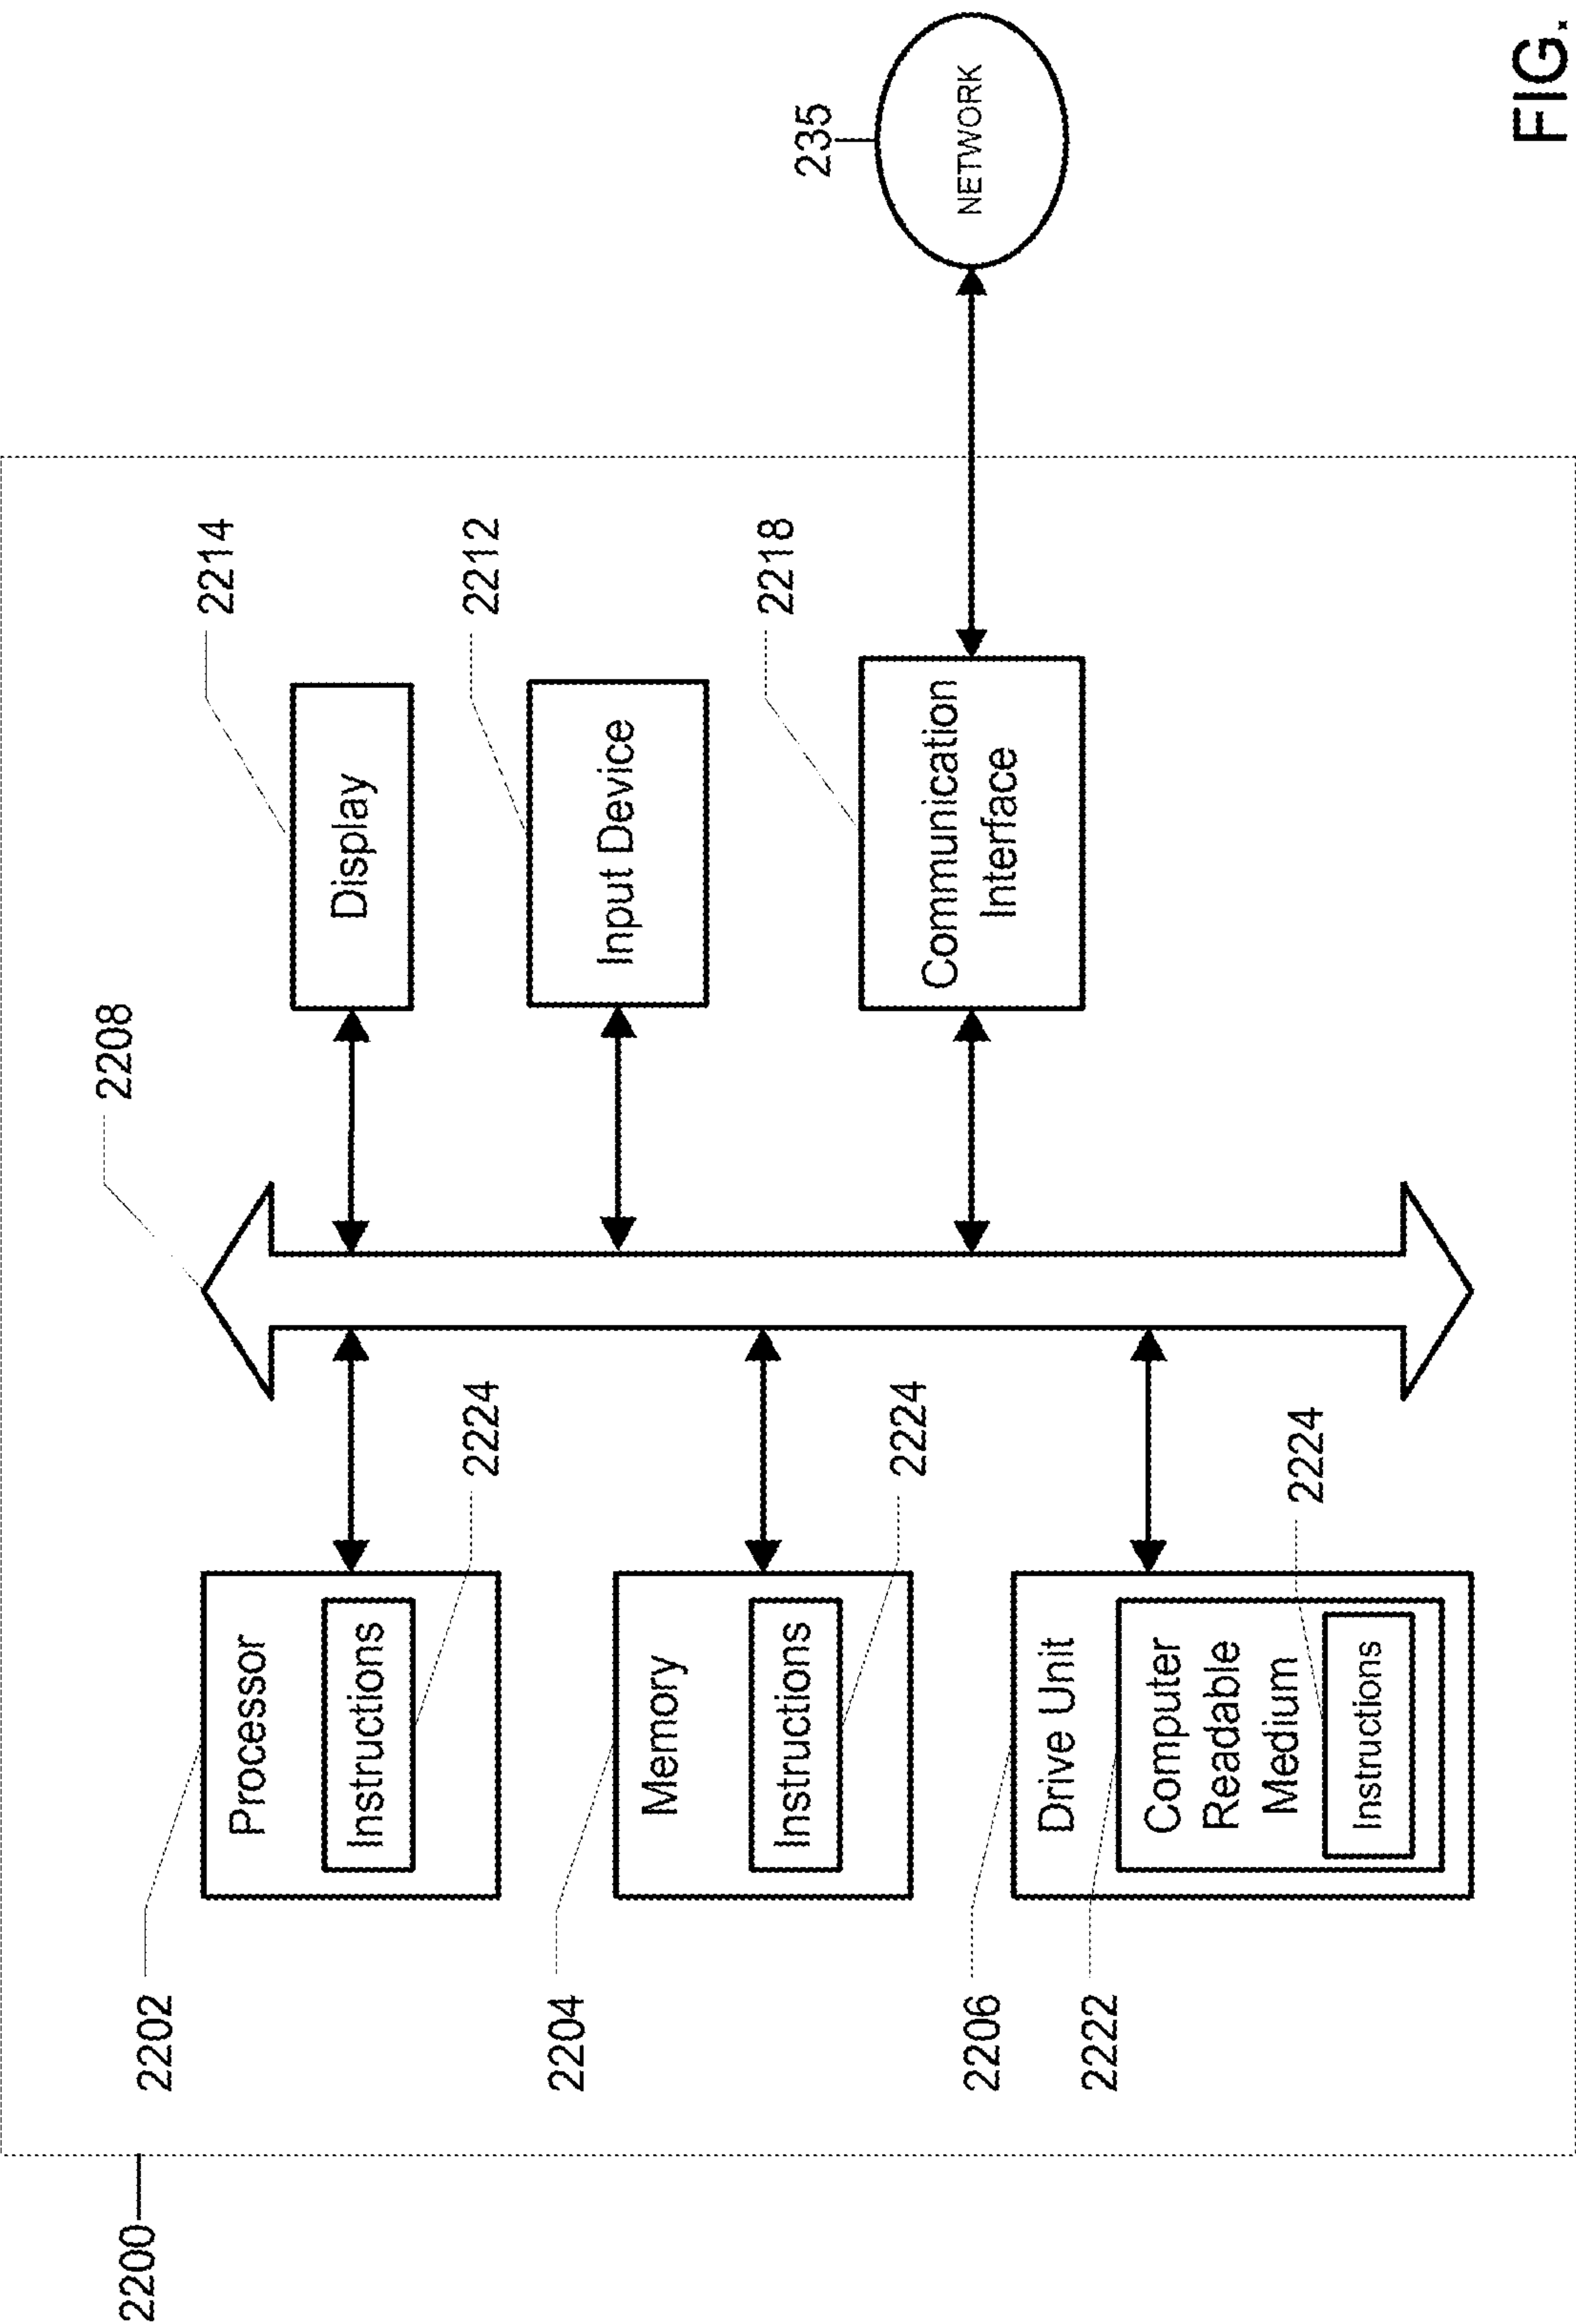 2200
2202
Processor
Instructions
2224
2204
Memory
Instructions
2224
2206
Drive Unit
2222
Computer
Readable
Medium
Instructions
2224
2208
2214
Display
2212
Input Device
2218
Communication
Interface
235
NETWORK
FIG.